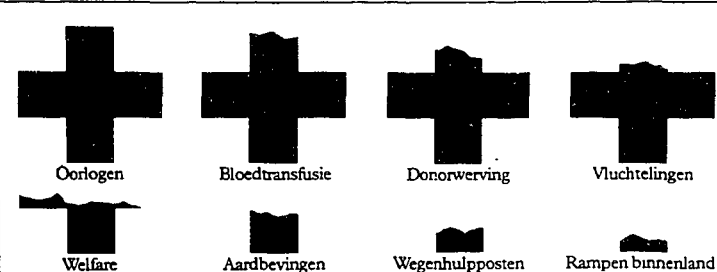 Oorlogen Bloedtransfusie Donorwerving Vluchtelingen
Welfare Aardbevingen Wegenhulpposten Rampen binnenland